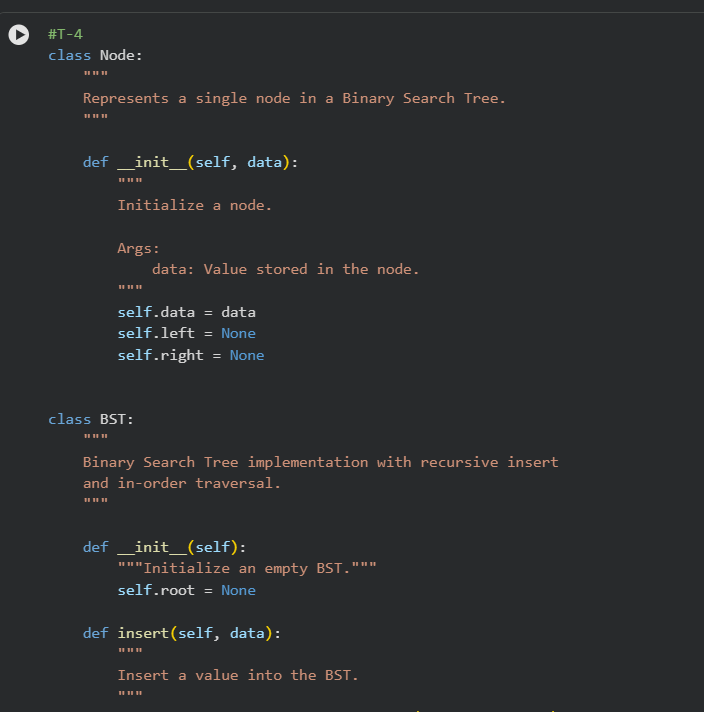 #T-4
class Node:
    """
    Represents a single node in a Binary Search Tree.
    """

    def __init__(self, data):
        """
        Initialize a node.

        Args:
            data: Value stored in the node.
        """
        self.data = data
        self.left = None
        self.right = None


class BST:
    """
    Binary Search Tree implementation with recursive insert
    and in-order traversal.
    """

    def __init__(self):
        """Initialize an empty BST."""
        self.root = None

    def insert(self, data):
        """
        Insert a value into the BST.
        """